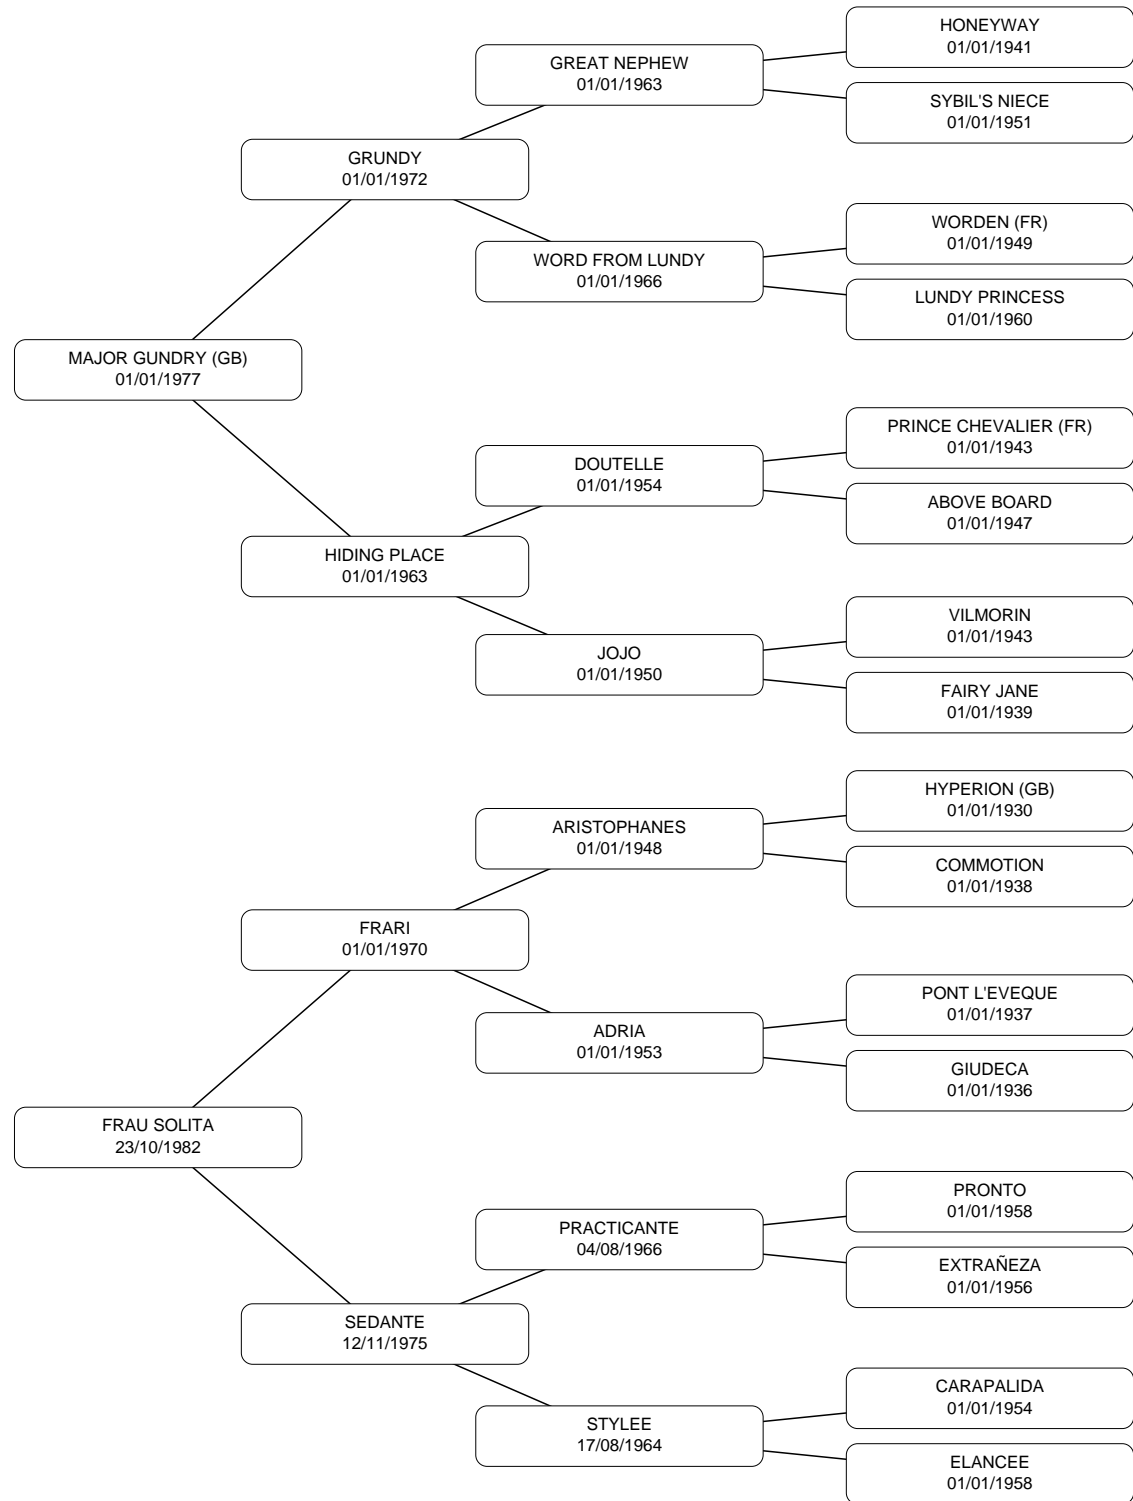 HONEYWAY
01/01/1941
GREAT NEPHEW
01/01/1963
SYBIL'S NIECE
01/01/1951
GRUNDY
01/01/1972
WORDEN (FR)
01/01/1949
WORD FROM LUNDY
01/01/1966
LUNDY PRINCESS
01/01/1960
MAJOR GUNDRY (GB)
01/01/1977
PRINCE CHEVALIER (FR)
01/01/1943
DOUTELLE
01/01/1954
ABOVE BOARD
01/01/1947
HIDING PLACE
01/01/1963
VILMORIN
01/01/1943
JOJO
01/01/1950
FAIRY JANE
01/01/1939
HYPERION (GB)
01/01/1930
ARISTOPHANES
01/01/1948
COMMOTION
01/01/1938
FRARI
01/01/1970
PONT L'EVEQUE
01/01/1937
ADRIA
01/01/1953
GIUDECA
01/01/1936
FRAU SOLITA
23/10/1982
PRONTO
01/01/1958
PRACTICANTE
04/08/1966
EXTRAÑEZA
01/01/1956
SEDANTE
12/11/1975
CARAPALIDA
01/01/1954
STYLEE
17/08/1964
ELANCEE
01/01/1958